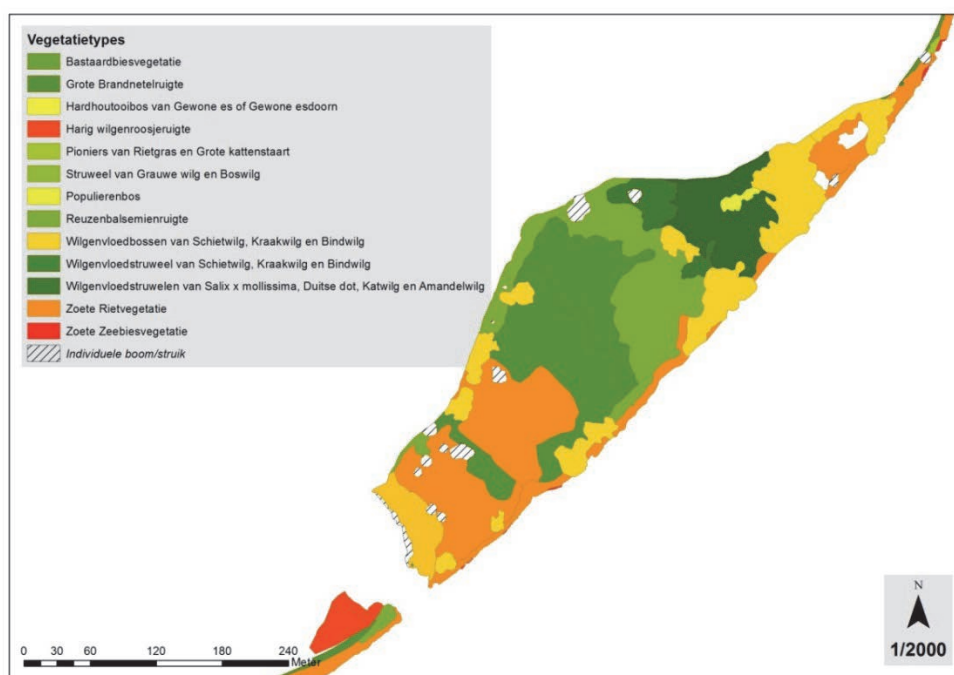 Vegetatietypes
Bastaardbiesvegetatie
Grote Brandnetelruigte
Hardhoutooibos van Gewone es of Gewone esdoorn
Harig wilgenroosjeruigte
Pioniers van Rietgras en Grote kattenstaart
Struweel van Grauwe wilg en Boswilg
Populierenbos
Reuzenbalsemienruigte
Wilgenvloedbossen van Schietwilg, Kraakwilg en Bindwilg
Wilgenvloedstruweel van Schietwilg, Kraakwilg en Bindwilg
Wilgenvloedstruwelen van Salix x mollissima, Duitse dot, Katwilg en Amandelwilg
Zoete Rietvegetatie
Zoete Zeebiesvegetatie
Individuele boom/struik
N
1/2000
0 30 60 120 180 240
Meter